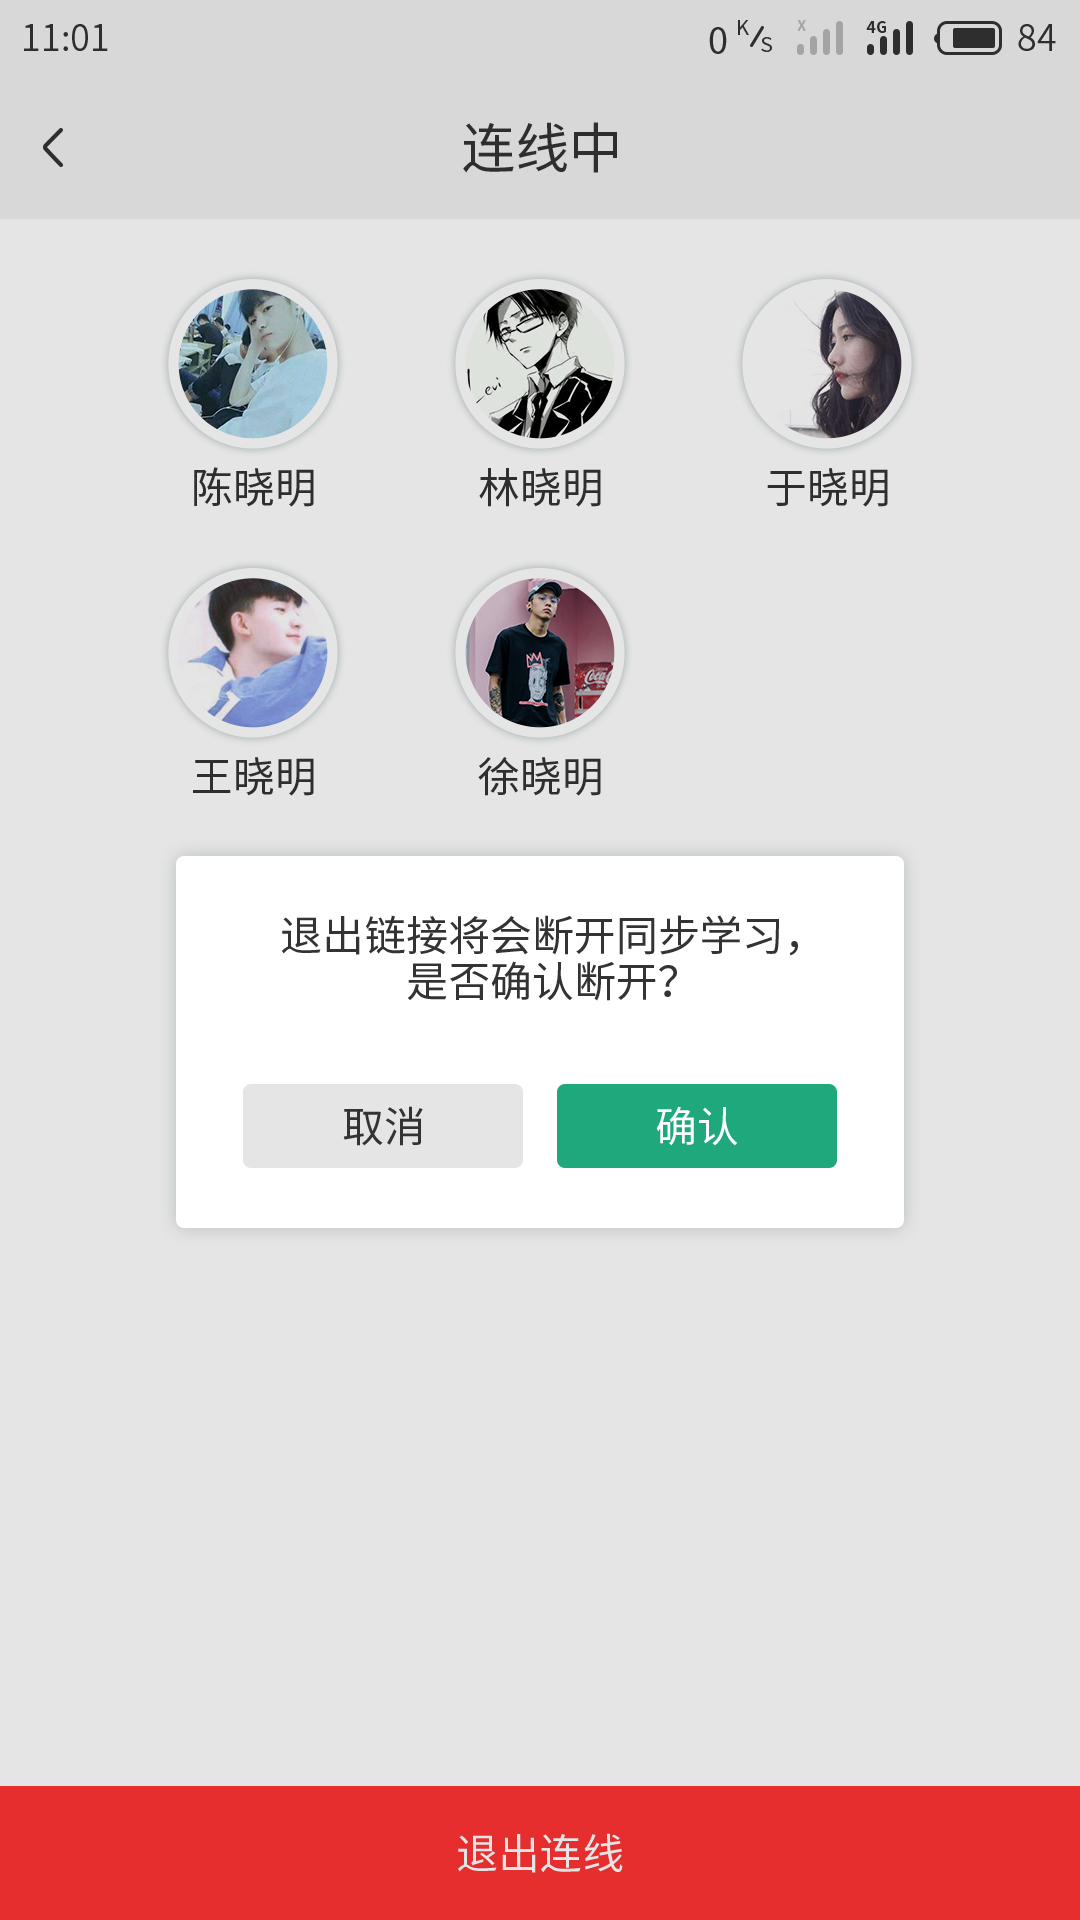 11:01
0 K/s
x
4G
84
连线中
Levi
陈晓明
林晓明
于晓明
Coca
王晓明
徐晓明
退出链接将会断开同步学习，
是否确认断开？
取消
确认
退出连线